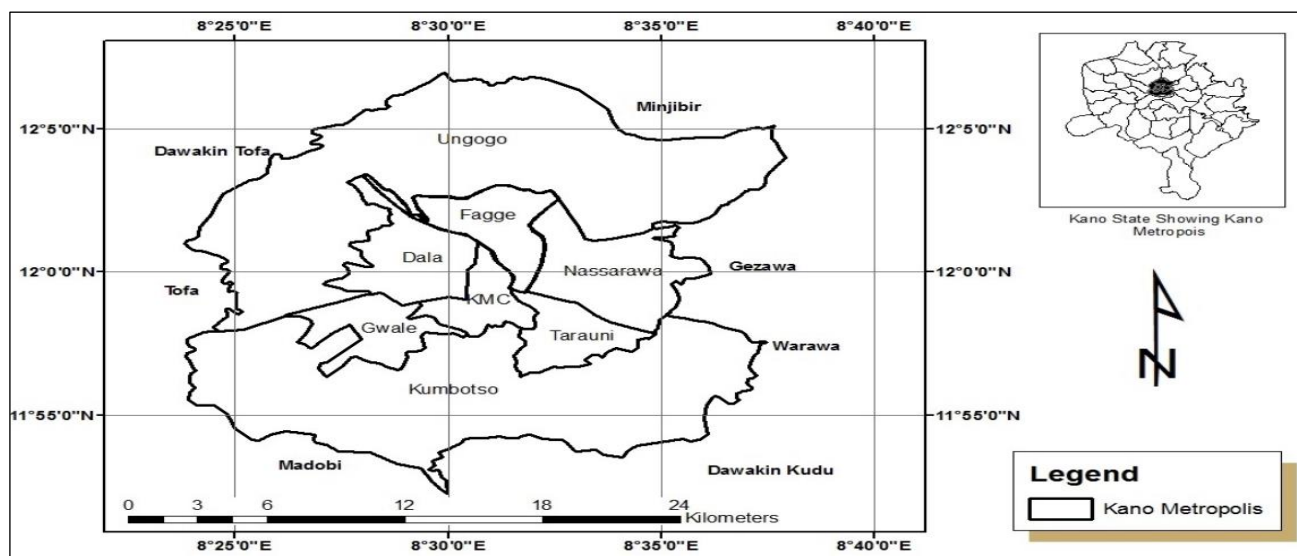 8°25'0"E 8°30'0"E 8°35'0"E 8°40'0"E
Minjibir
12°5'0"N 12°5'0"N
Ungogo
Dawakin Tofa
Fagge
Kano State Showing Kano
Metropois
Dala
12°0'0"N Nassarawa Gezawa 12°0'0"N
Tofa
KMC
Gwale
Tarauni
Warawa
Kumbotso
11°55'0"N 11°55'0"N
N
Madobi
Dawakin Kudu
Legend
Kano Metropolis
0 3 6 12 18 24
Kilometers
8°25'0"E 8°30'0"E 8°35'0"E 8°40'0"E